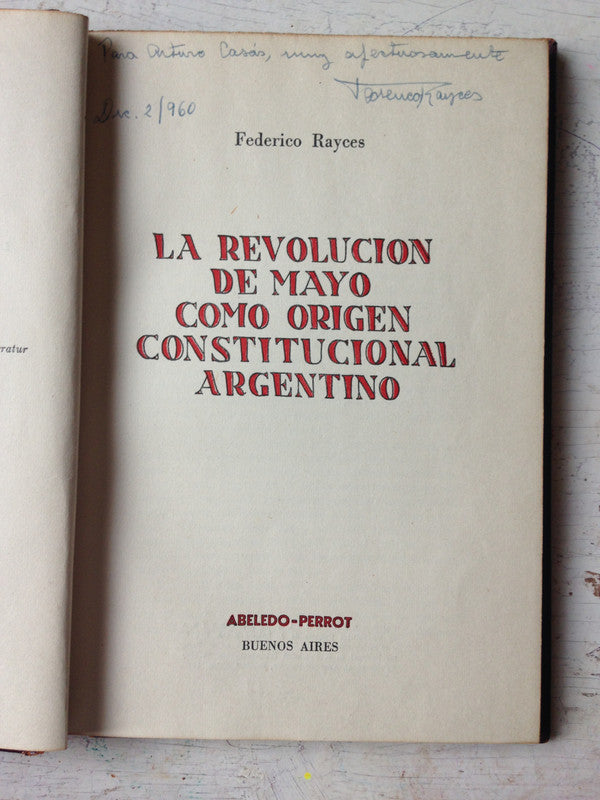 Para Arturo Casás, muy afectuosamente
Federico Rayces
Dic. 2/960
Federico Rayces
LA REVOLUCION
DE MAYO
COMO ORIGEN
CONSTITUCIONAL
ARGENTINO
ABELEDO-PERROT
BUENOS AIRES
ratur